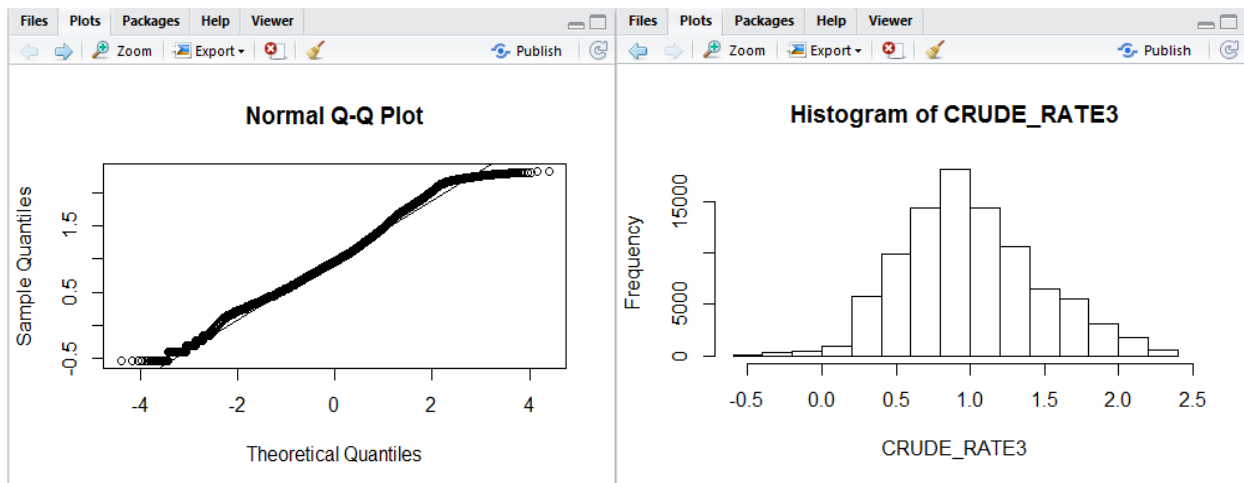 Files Plots Packages Help Viewer
Zoom Export Publish
Normal Q-Q Plot
Sample Quantiles
1.5
0.5
-0.5
-4 -2 0 2 4
Theoretical Quantiles
Files Plots Packages Help Viewer
Zoom Export Publish
Histogram of CRUDE_RATE3
Frequency
15000
5000
0
-0.5 0.0 0.5 1.0 1.5 2.0 2.5
CRUDE_RATE3